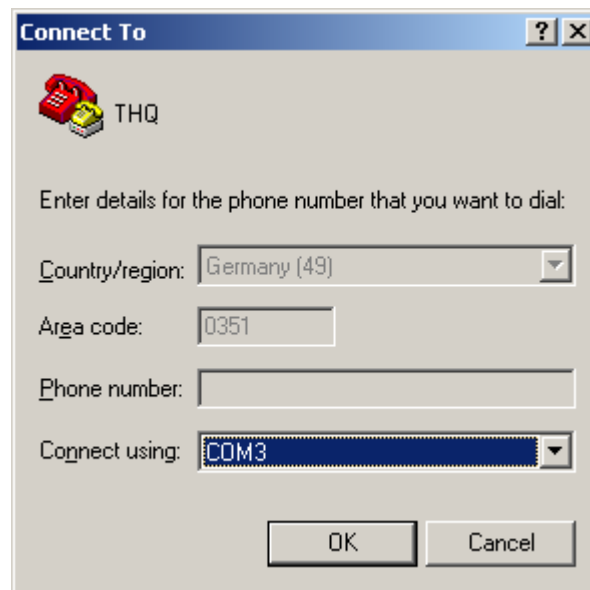 Connect To
THQ
Enter details for the phone number that you want to dial:
Country/region: Germany (49)
Area code: 0351
Phone number:
Connect using: COM3
OK Cancel